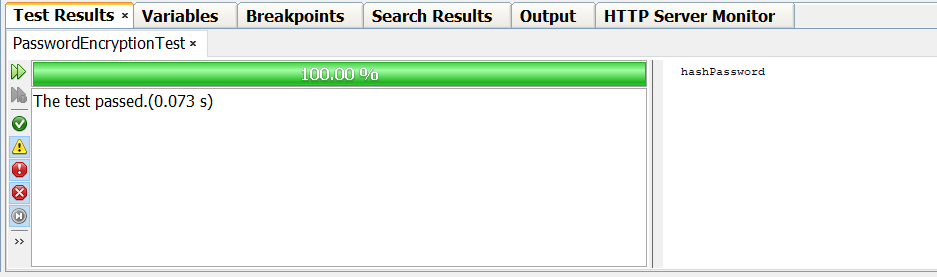 Test Results × Variables Breakpoints Search Results Output HTTP Server Monitor
PasswordEncryptionTest ×
100.00 %
The test passed.(0.073 s)
hashPassword